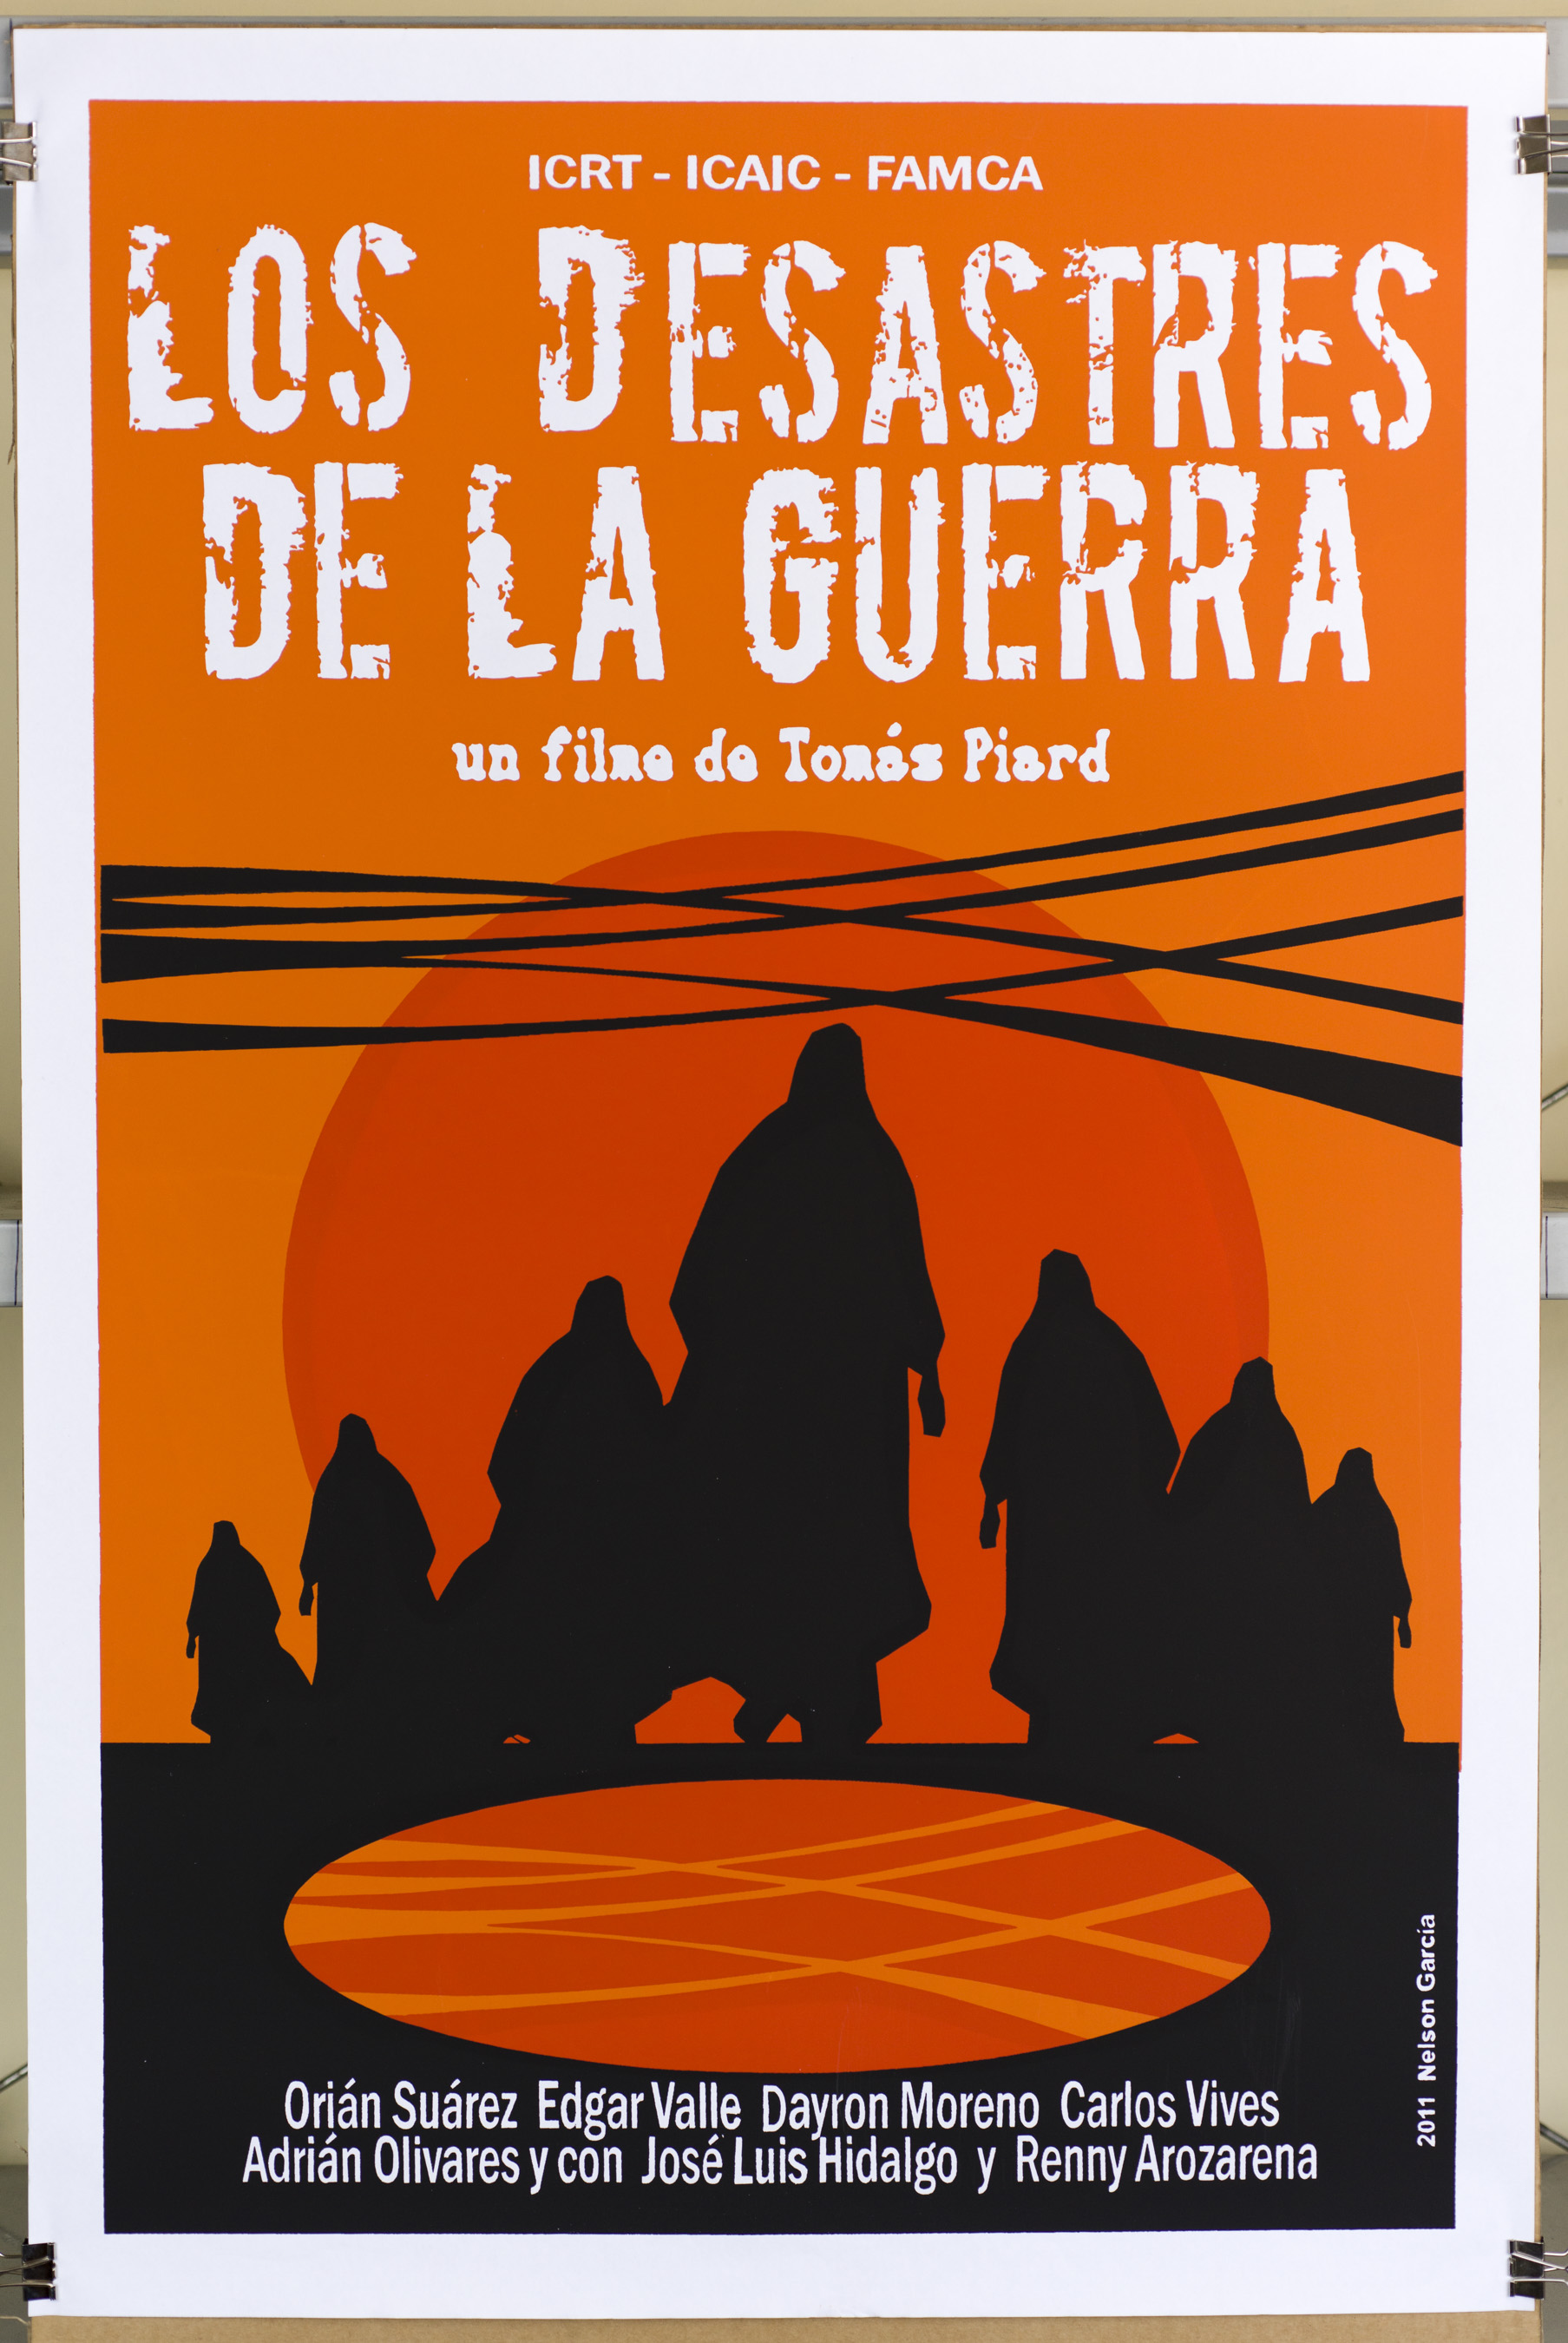 ICRT - ICAIC - FAMCA
LOS DESASTRES
DE LA GUERRA
un filme de Tomás Piard
Orián Suárez Edgar Valle Dayron Moreno Carlos Vives
Adrián Olivares y con José Luis Hidalgo y Renny Arozarena
2011 Nelson García